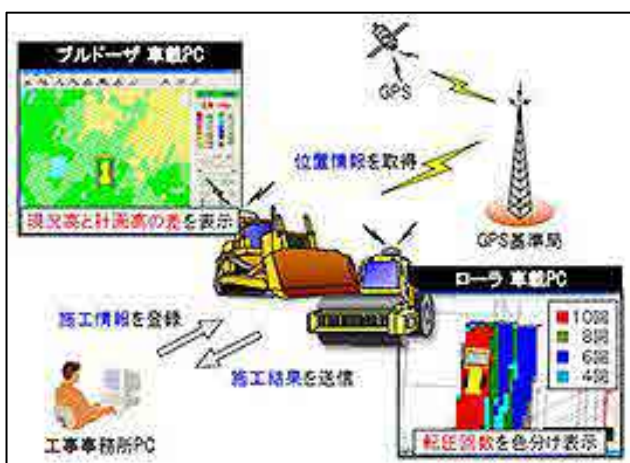 ブルドーザ 車載PC
GPS
位置情報を取得
GPS基準局
現況高と計画高の差を表示
ローラ 車載PC
施工情報を登録
10回
8回
6回
4回
施工結果を送信
工事事務所PC
転圧回数を色分け表示